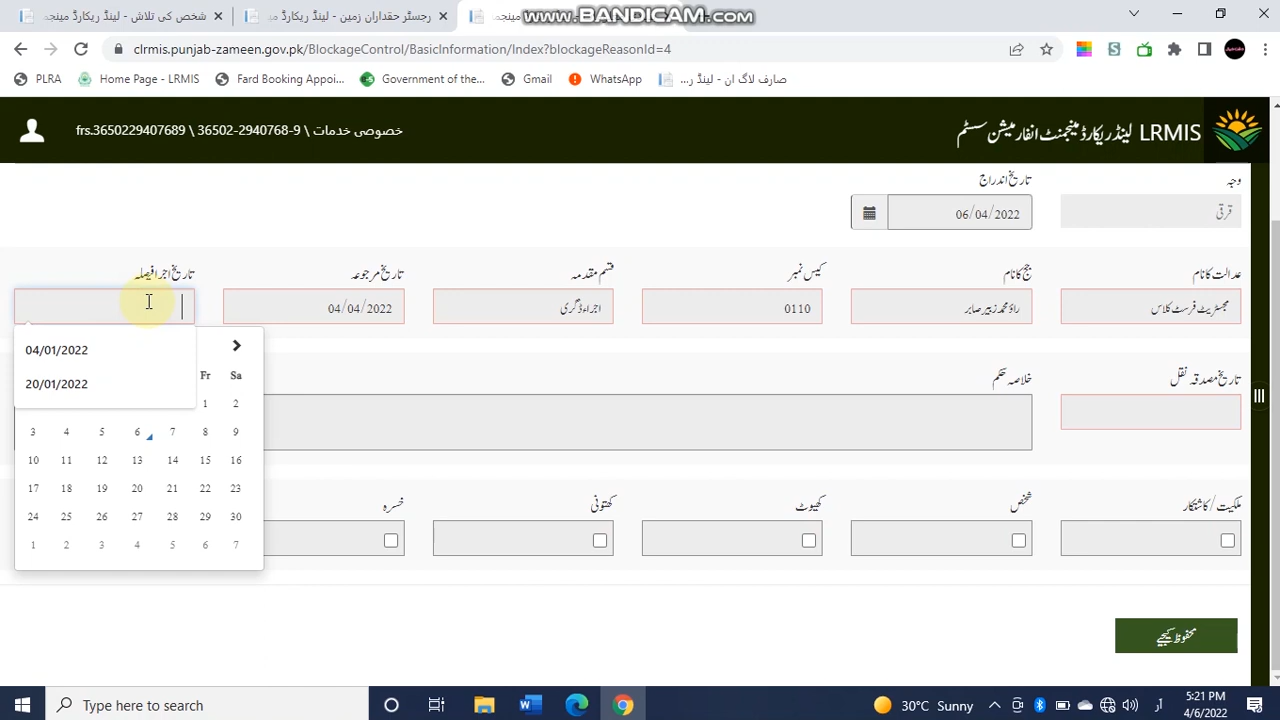 شخص کی تلاش - لینڈ ریکارڈ مین
رجسٹر حقداران زمین - لینڈ ریکارڈ م
www.BANDICAM.com
clrmis.punjab-zameen.gov.pk/BlockageControl/BasicInformation/Index?blockageReasonId=4
PLRA Home Page - LRMIS Fard Booking Appoi... Government of the... Gmail WhatsApp صارف لاگ ان - لینڈ ر...
frs.3650229407689 \ 36502-2940768-9 \ خصوصی خدمات
LRMIS لینڈ ریکارڈ مینجمنٹ انفارمیشن سسٹم
وجہ تاریخ اندراج
قرقی 06/04/2022
عدالت کا نام جج کا نام کیس نمبر قسم مقدمہ تاریخ مرجوعہ تاریخ اجرا فیصلہ
مجسٹریٹ فرسٹ کلاس راؤ محمد زبیر صابر 0110 اجراء ڈگری 04/04/2022
04/01/2022
20/01/2022
Fr Sa
1 2
3 4 5 6 7 8 9
10 11 12 13 14 15 16
17 18 19 20 21 22 23
24 25 26 27 28 29 30
1 2 3 4 5 6 7
تاریخ مصدقہ نقل خلاصہ حکم
ملکیت/کاشتکار شخص کھیوٹ کھتونی خسرہ
محفوظ کیجیے
Type here to search
30°C Sunny
5:21 PM
4/6/2022